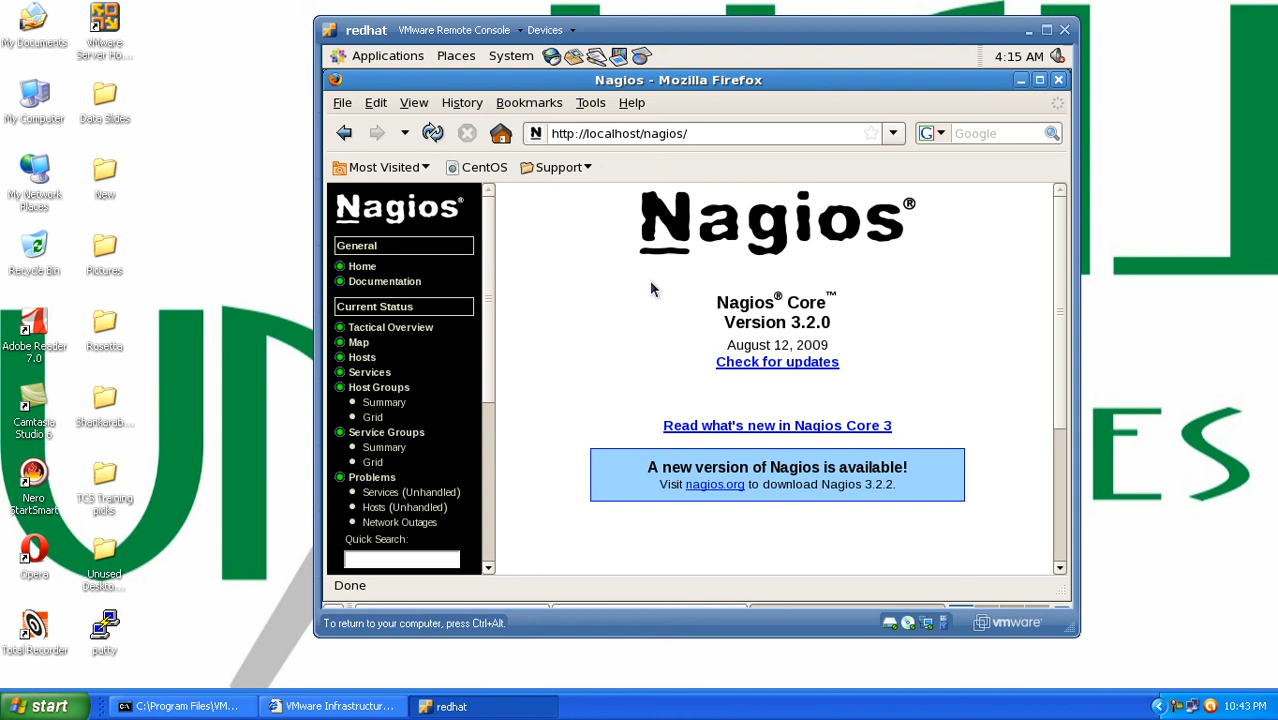 My Documents
VMware Server Ho...
My Computer
Data Slides
My Network Places
New
Recycle Bin
Pictures
Adobe Reader 7.0
Rosetta
Camtasia Studio 6
Shankarab...
Nero StartSmart
TCS Training picks
Opera
Unused Deskto...
Total Recorder
putty
redhat VMware Remote Console Devices
Applications Places System 4:15 AM
Nagios - Mozilla Firefox
File Edit View History Bookmarks Tools Help
http://localhost/nagios/ Google
Most Visited CentOS Support
Nagios®
General
Home
Documentation
Current Status
Tactical Overview
Map
Hosts
Services
Host Groups
Summary
Grid
Service Groups
Summary
Grid
Problems
Services (Unhandled)
Hosts (Unhandled)
Network Outages
Quick Search:
Nagios®
Nagios® Core™
Version 3.2.0
August 12, 2009
Check for updates
Read what's new in Nagios Core 3
A new version of Nagios is available!
Visit nagios.org to download Nagios 3.2.2.
Done
To return to your computer, press Ctrl+Alt.
vmware
start C:\Program Files\VM... VMware Infrastructur... redhat 10:43 PM